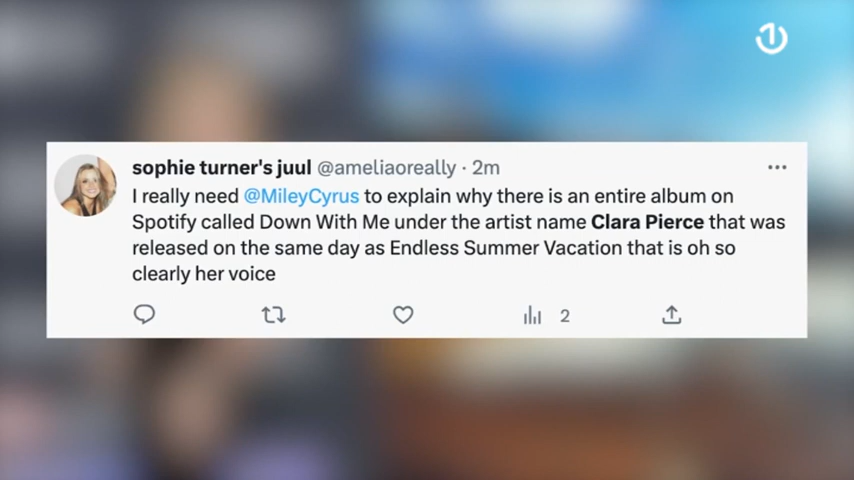 sophie turner's juul @ameliaoreally · 2m
I really need @MileyCyrus to explain why there is an entire album on
Spotify called Down With Me under the artist name Clara Pierce that was
released on the same day as Endless Summer Vacation that is oh so
clearly her voice
2